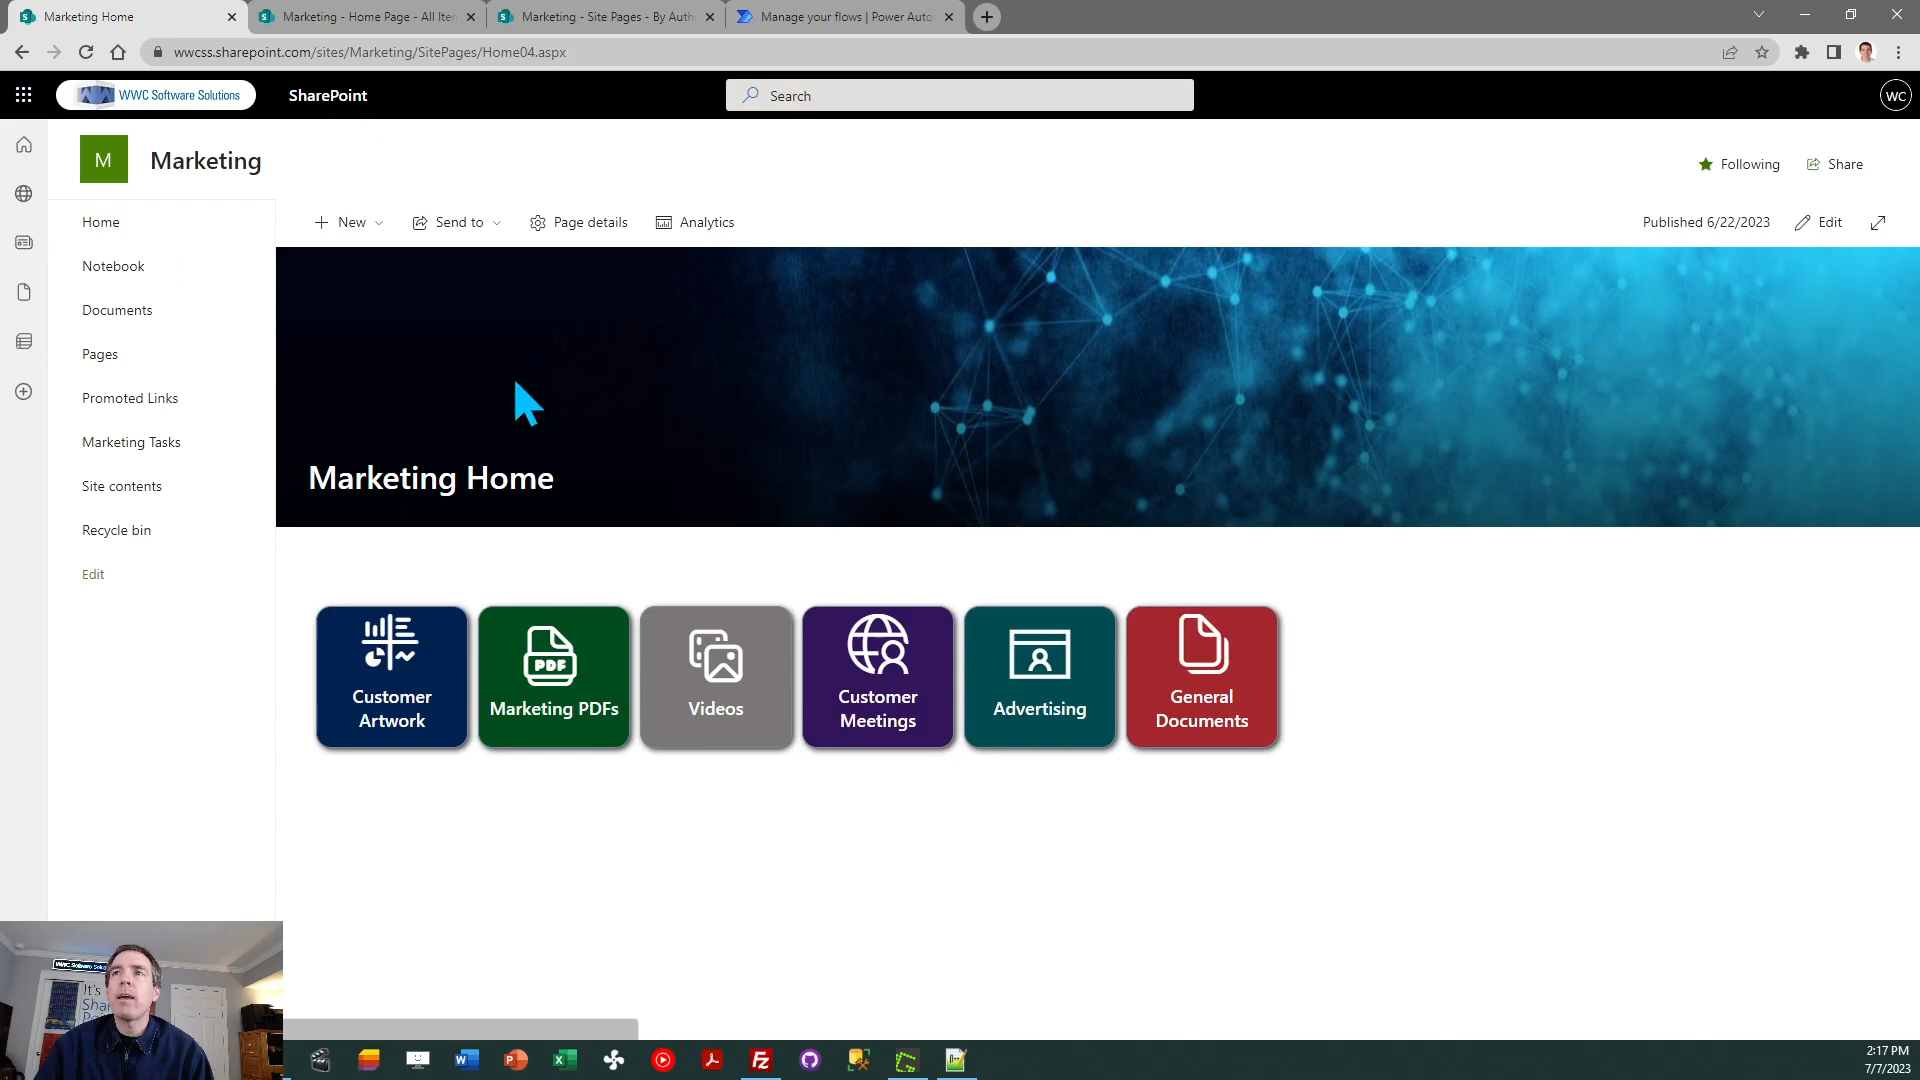 Marketing Home
Marketing - Home Page - All Iten
Marketing - Site Pages - By Auth
Manage your flows | Power Auto
wwcss.sharepoint.com/sites/Marketing/SitePages/Home04.aspx
WWC Software Solutions
SharePoint
Search
WC
M
Marketing
Following
Share
Home
Notebook
Documents
Pages
Promoted Links
Marketing Tasks
Site contents
Recycle bin
Edit
New
Send to
Page details
Analytics
Published 6/22/2023
Edit
Marketing Home
Customer
Artwork
PDF
Marketing PDFs
Videos
Customer
Meetings
Advertising
General
Documents
WWC Software
It's
Shar
2:17 PM
7/7/2023